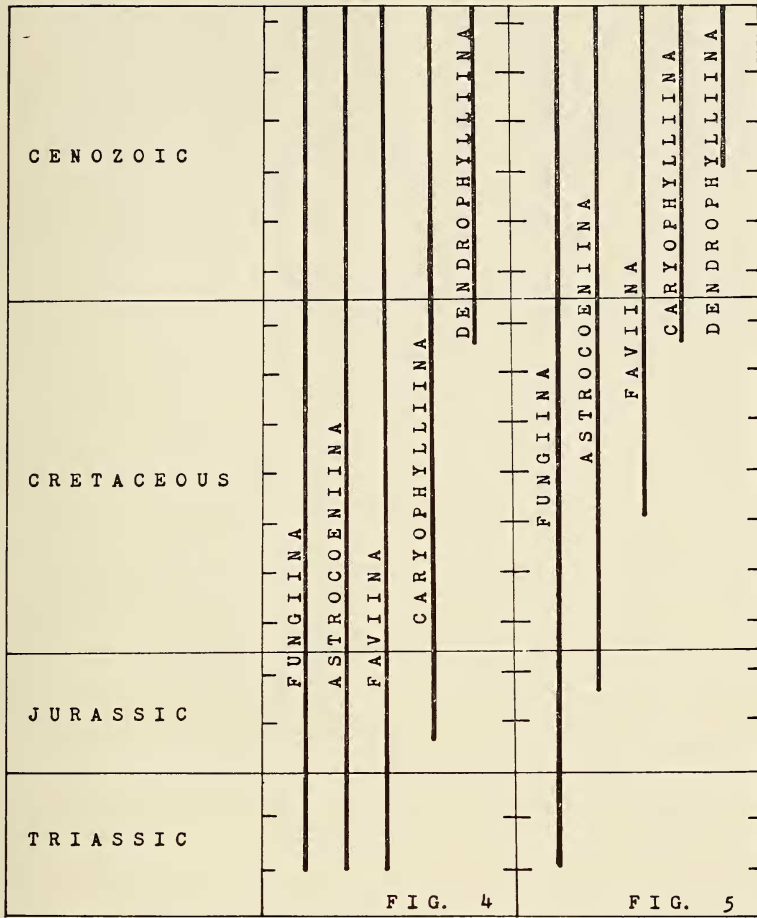 CENOZOIC
CRETACEOUS
JURASSIC
TRIASSIC
FUNGIINA
ASTROCOENIINA
FAVIINA
CARYOPHYLLIINA
DENDROPHYLLIINA
FIG. 4
FUNGIINA
ASTROCOENIINA
FAVIINA
CARYOPHYLLIINA
DENDROPHYLLIINA
FIG. 5